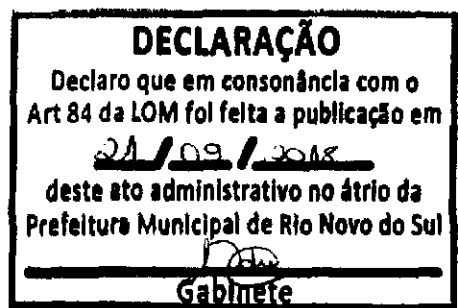 DECLARAÇÃO
Declaro que em consonância com o
Art 84 da LOM foi feita a publicação em
21/09/2018
deste ato administrativo no átrio da
Prefeitura Municipal de Rio Novo do Sul
Gabinete